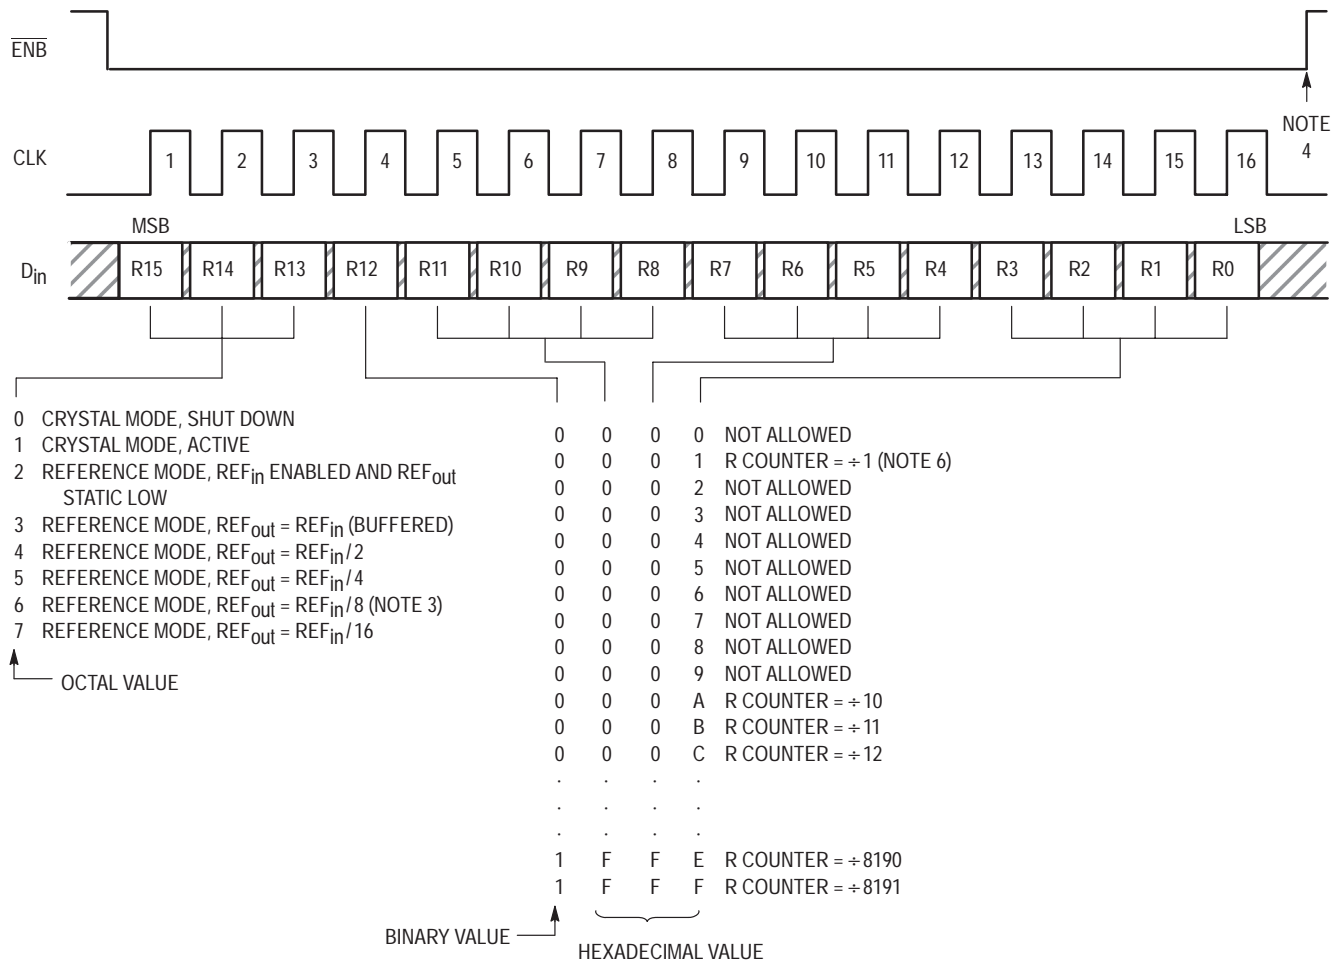 ENB
NOTE
4
CLK 1 2 3 4 5 6 7 8 9 10 11 12 13 14 15 16
MSB LSB
Din R15 R14 R13 R12 R11 R10 R9 R8 R7 R6 R5 R4 R3 R2 R1 R0
0 CRYSTAL MODE, SHUT DOWN
1 CRYSTAL MODE, ACTIVE
2 REFERENCE MODE, REFin ENABLED AND REFout
STATIC LOW
3 REFERENCE MODE, REFout = REFin (BUFFERED)
4 REFERENCE MODE, REFout = REFin/2
5 REFERENCE MODE, REFout = REFin/4
6 REFERENCE MODE, REFout = REFin/8 (NOTE 3)
7 REFERENCE MODE, REFout = REFin/16
OCTAL VALUE
0 0 0 0 NOT ALLOWED
0 0 0 1 R COUNTER = ÷1 (NOTE 6)
0 0 0 2 NOT ALLOWED
0 0 0 3 NOT ALLOWED
0 0 0 4 NOT ALLOWED
0 0 0 5 NOT ALLOWED
0 0 0 6 NOT ALLOWED
0 0 0 7 NOT ALLOWED
0 0 0 8 NOT ALLOWED
0 0 0 9 NOT ALLOWED
0 0 0 A R COUNTER = ÷10
0 0 0 B R COUNTER = ÷11
0 0 0 C R COUNTER = ÷12
. . . .
. . . .
. . . .
1 F F E R COUNTER = ÷8190
1 F F F R COUNTER = ÷8191
BINARY VALUE
HEXADECIMAL VALUE